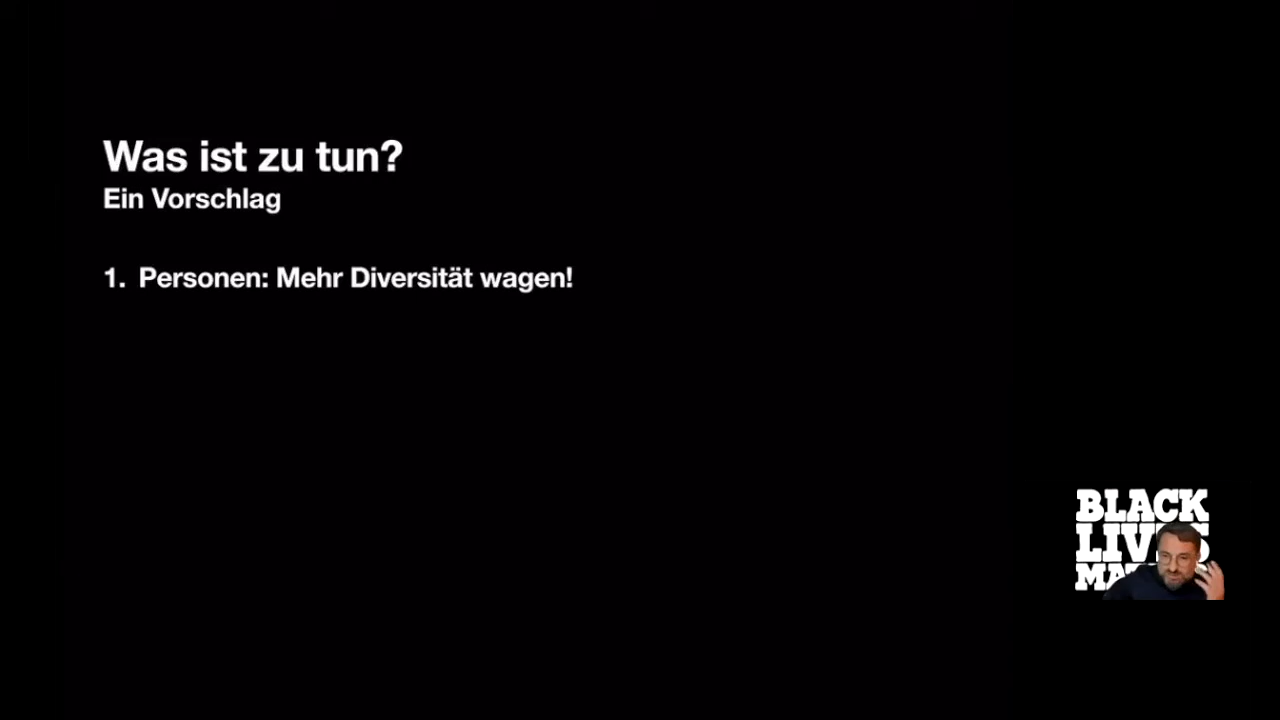 Was ist zu tun?
Ein Vorschlag
1. Personen: Mehr Diversität wagen!
BLACK